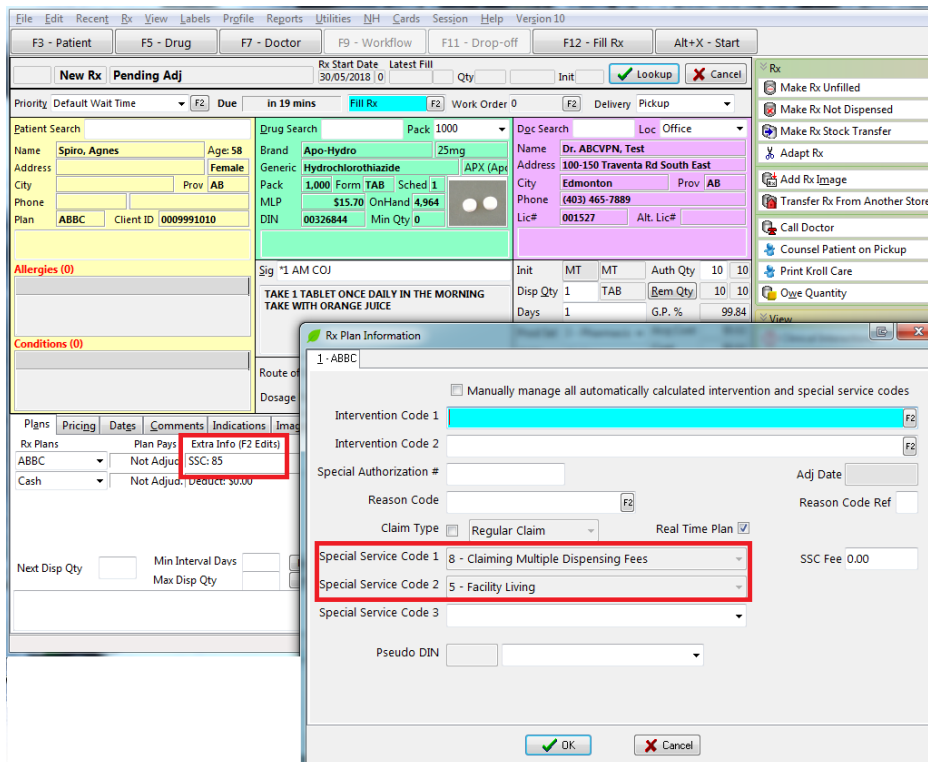 File Edit Recent Rx View Labels Profile Reports Utilities NH Cards Session Help Version 10
F3 - Patient F5 - Drug F7 - Doctor F9 - Workflow F11 - Drop-off F12 - Fill Rx Alt+X - Start
New Rx Pending Adj
Rx Start Date Latest Fill
30/05/2018 0 Qty Init Lookup Cancel
Priority Default Wait Time F2 Due in 19 mins Fill Rx F2 Work Order 0 F2 Delivery Pickup
Patient Search
Name Spiro, Agnes Age: 58
Address Female
City Prov AB
Phone
Plan ABBC Client ID 0009991010
Drug Search Pack 1000
Brand Apo-Hydro 25mg
Generic Hydrochlorothiazide APX (Apo
Pack 1,000 Form TAB Sched 1
MLP $15.70 OnHand 4,964
DIN 00326844 Min Qty 0
Doc Search Loc Office
Name Dr. ABCVPN, Test
Address 100-150 Traventa Rd South East
City Edmonton Prov AB
Phone (403) 465-7889
Lic# 001527 Alt. Lic#
Rx
Make Rx Unfilled
Make Rx Not Dispensed
Make Rx Stock Transfer
Adapt Rx
Add Rx Image
Transfer Rx From Another Store
Call Doctor
Counsel Patient on Pickup
Print Kroll Care
Owe Quantity
View
Allergies (0)
Conditions (0)
Sig *1 AM COJ
TAKE 1 TABLET ONCE DAILY IN THE MORNING
TAKE WITH ORANGE JUICE
Route of
Dosage
Init MT MT Auth Qty 10 10
Disp Qty 1 TAB Rem Qty 10 10
Days 1 G.P. % 99.84
Plans Pricing Dates Comments Indications Imag
Rx Plans Plan Pays Extra Info (F2 Edits)
ABBC Not Adjud. SSC: 85
Cash Not Adjud. Deduct: $0.00
Next Disp Qty Min Interval Days
Max Disp Qty
Rx Plan Information
1 - ABBC
Manually manage all automatically calculated intervention and special service codes
Intervention Code 1 F2
Intervention Code 2 F2
Special Authorization # Adj Date
Reason Code F2 Reason Code Ref
Claim Type Regular Claim Real Time Plan
Special Service Code 1 8 - Claiming Multiple Dispensing Fees SSC Fee 0.00
Special Service Code 2 5 - Facility Living
Special Service Code 3
Pseudo DIN
OK Cancel